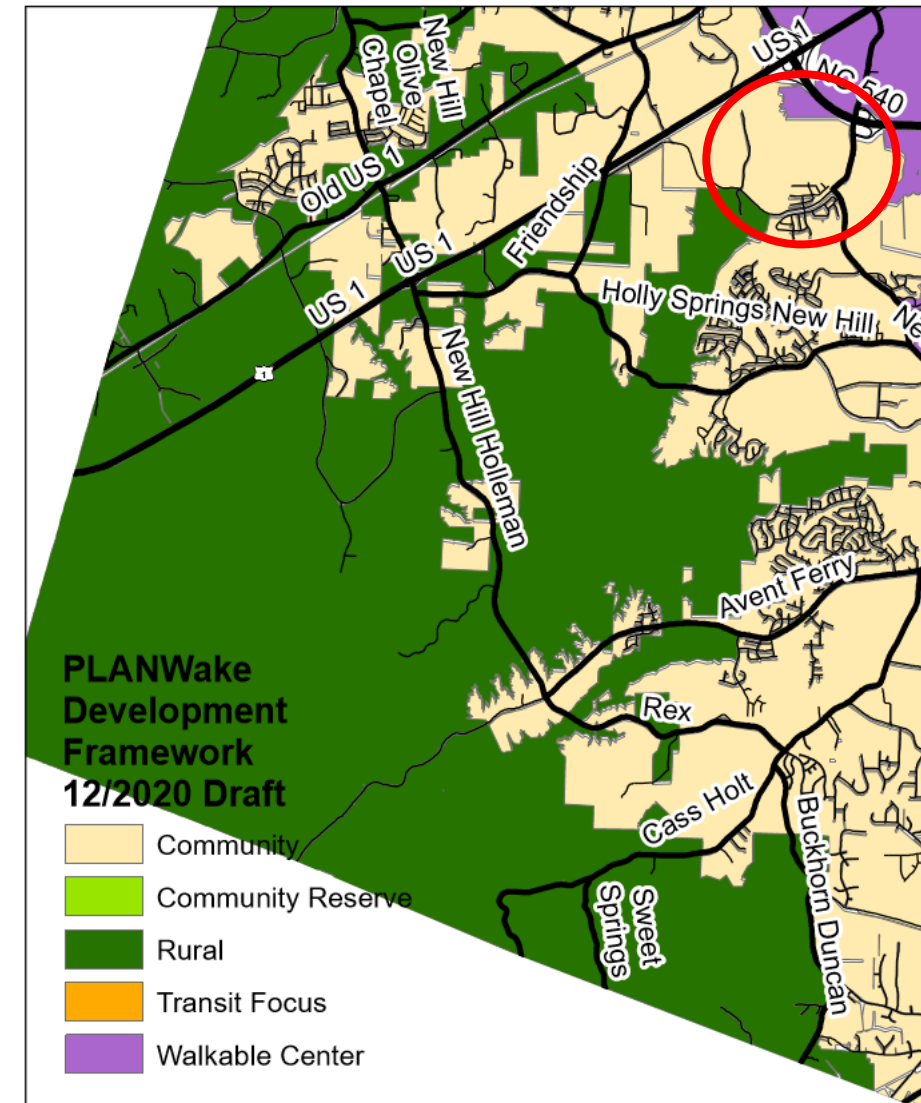 New Hill
Olive
Chapel
US 1
NC 540
Old US 1
Friendship
US 1
US 1
Holly Springs New Hill
Ne
1
New Hill Holleman
Avent Ferry
Rex
Cass Holt
Buckhorn Duncan
Sweet
Springs
PLANWake
Development
Framework
12/2020 Draft
Community
Community Reserve
Rural
Transit Focus
Walkable Center